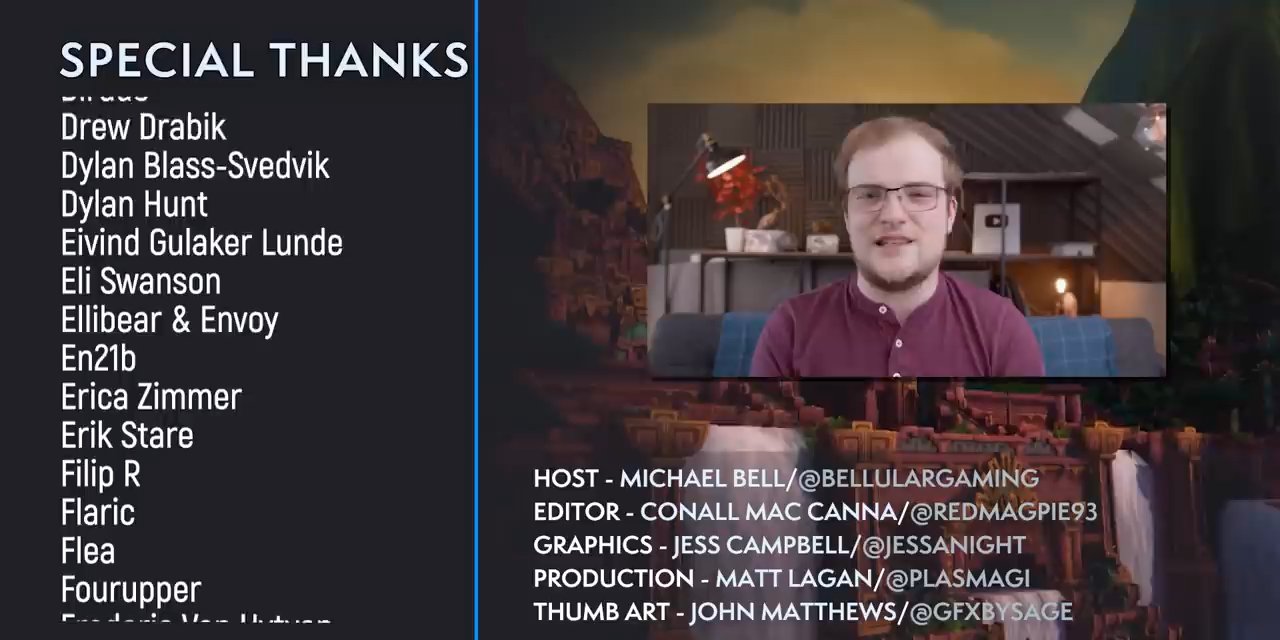 SPECIAL THANKS
Drew Drabik
Dylan Blass-Svedvik
Dylan Hunt
Eivind Gulaker Lunde
Eli Swanson
Ellibear & Envoy
En21b
Erica Zimmer
Erik Stare
Filip R
Flaric
Flea
Fourupper
HOST - MICHAEL BELL/@BELLULARGAMING
EDITOR - CONALL MAC CANNA/@REDMAGPIE93
GRAPHICS - JESS CAMPBELL/@JESSANIGHT
PRODUCTION - MATT LAGAN/@PLASMAGI
THUMB ART - JOHN MATTHEWS/@GFXBYSAGE